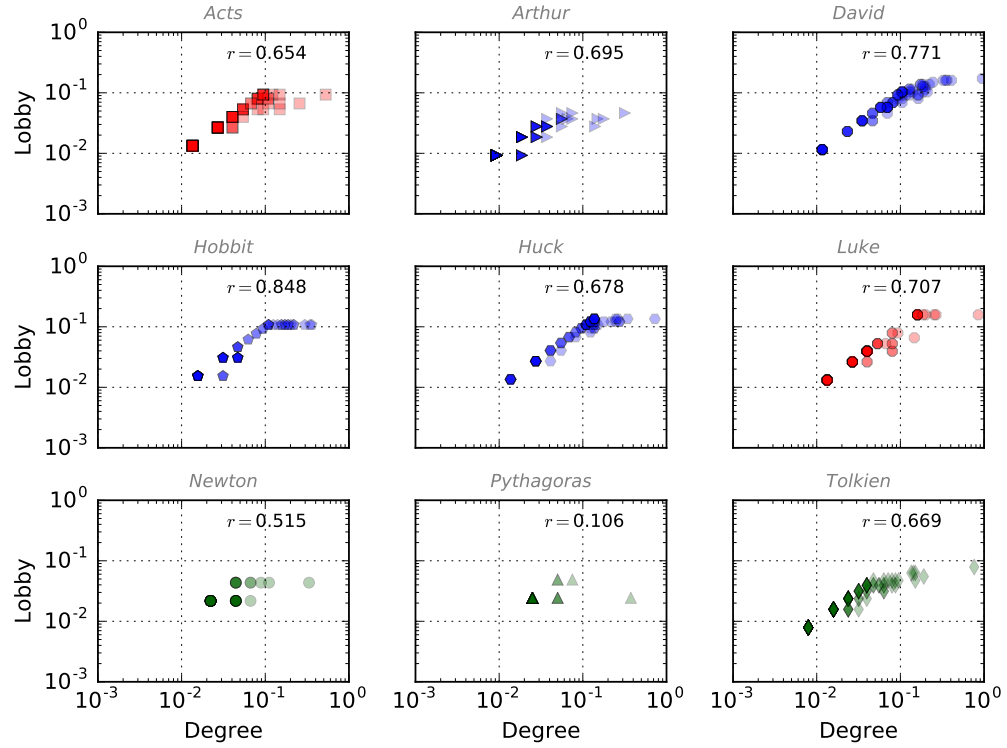 Acts Arthur David
10^0 r = 0.654 r = 0.695 r = 0.771
10^-1
Lobby
10^-2
10^-3
Hobbit Huck Luke
10^0 r = 0.848 r = 0.678 r = 0.707
10^-1
Lobby
10^-2
10^-3
Newton Pythagoras Tolkien
10^0 r = 0.515 r = 0.106 r = 0.669
10^-1
Lobby
10^-2
10^-3
10^-3 10^-2 10^-1 10^0 10^-2 10^-1 10^0 10^-2 10^-1 10^0
Degree Degree Degree